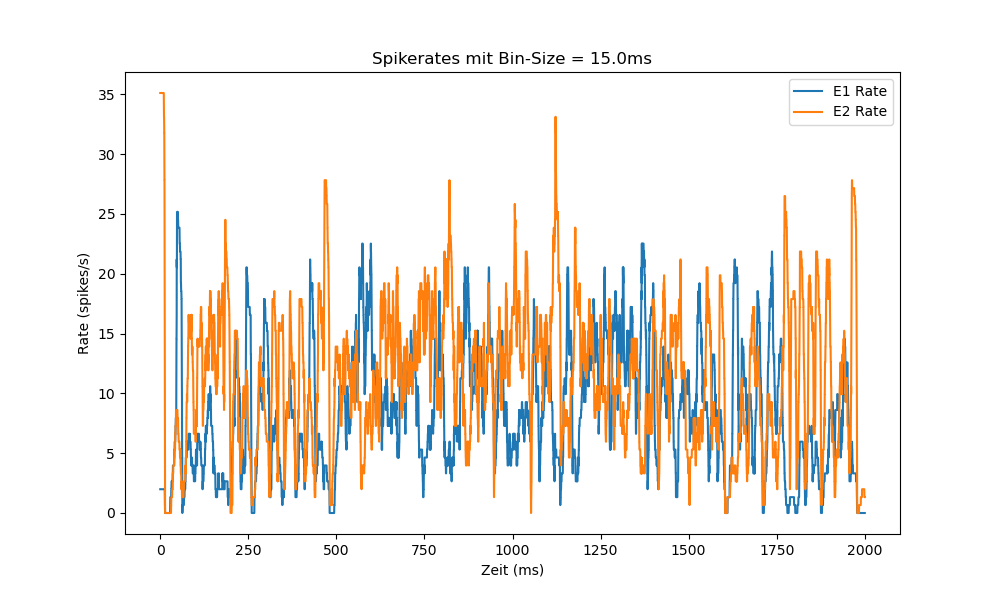 Spikerates mit Bin-Size = 15.0ms
E1 Rate
E2 Rate
Rate (spikes/s)
35
30
25
20
15
10
5
0
0 250 500 750 1000 1250 1500 1750 2000
Zeit (ms)